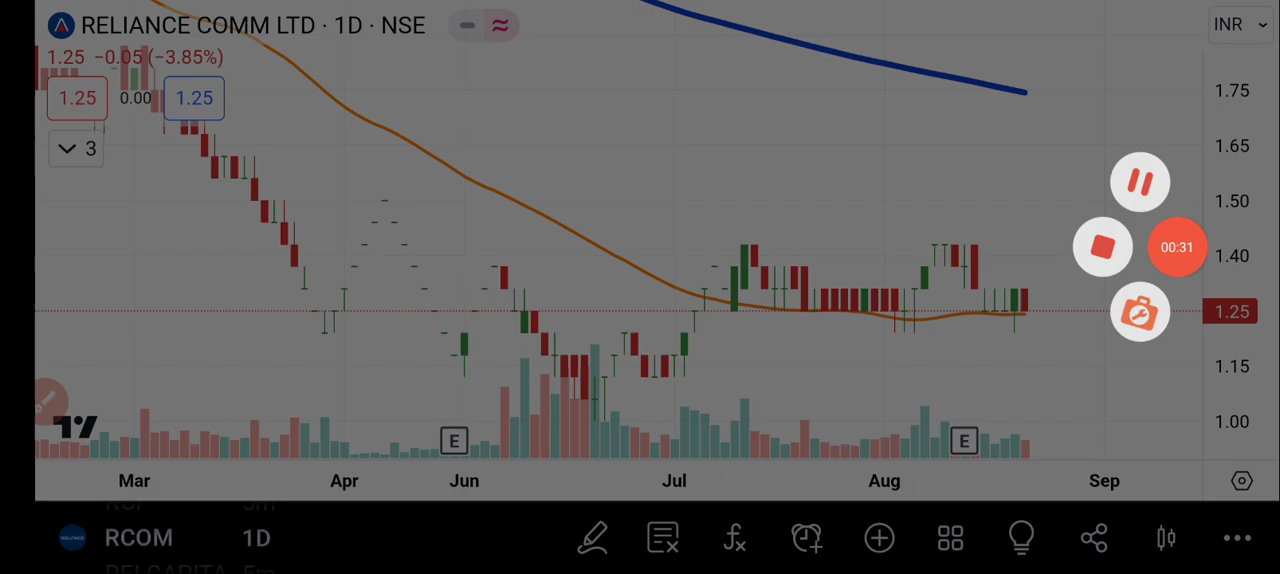 RELIANCE COMM LTD · 1D · NSE
INR
1.25 −0.05 (−3.85%)
1.25 0.00 1.25
3
1.75
1.65
1.50
1.40
1.25
1.15
1.00
00:31
E
E
Mar Apr Jun Jul Aug Sep
RELIANCE RCOM 1D